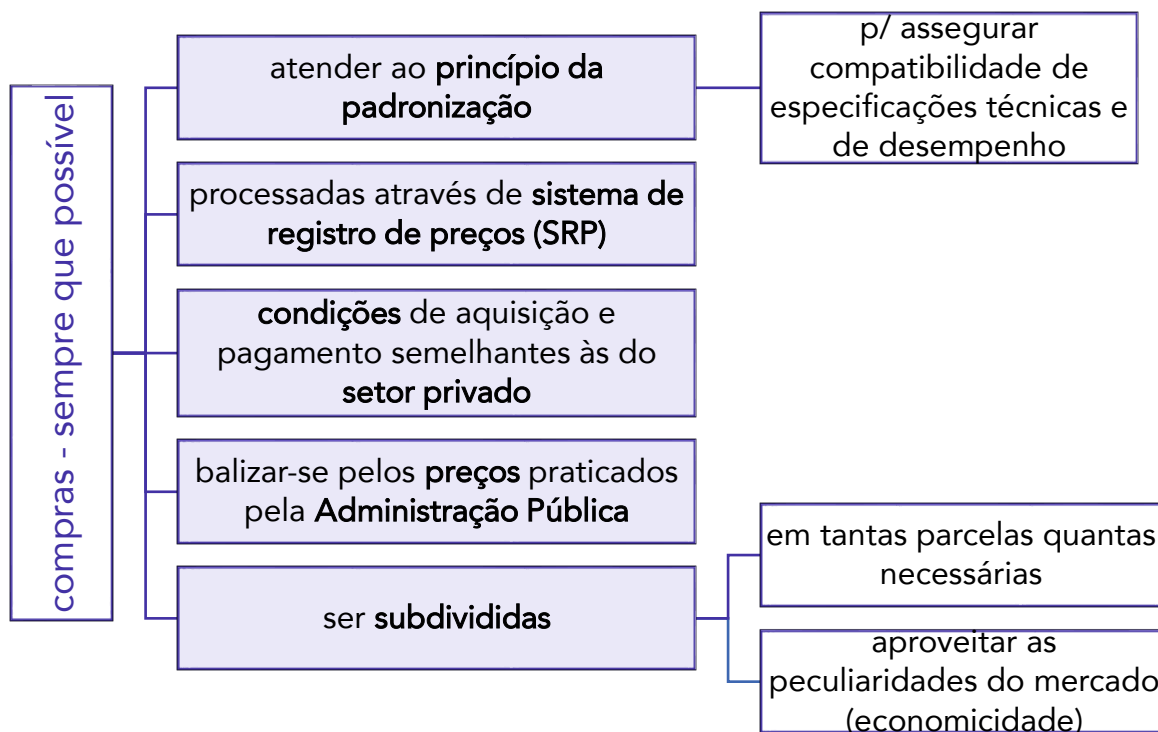 compras - sempre que possível
atender ao princípio da
padronização
p/ assegurar
compatibilidade de
especificações técnicas e
de desempenho
processadas através de sistema de
registro de preços (SRP)
condições de aquisição e
pagamento semelhantes às do
setor privado
balizar-se pelos preços praticados
pela Administração Pública
ser subdivididas
em tantas parcelas quantas
necessárias
aproveitar as
peculiaridades do mercado
(economicidade)